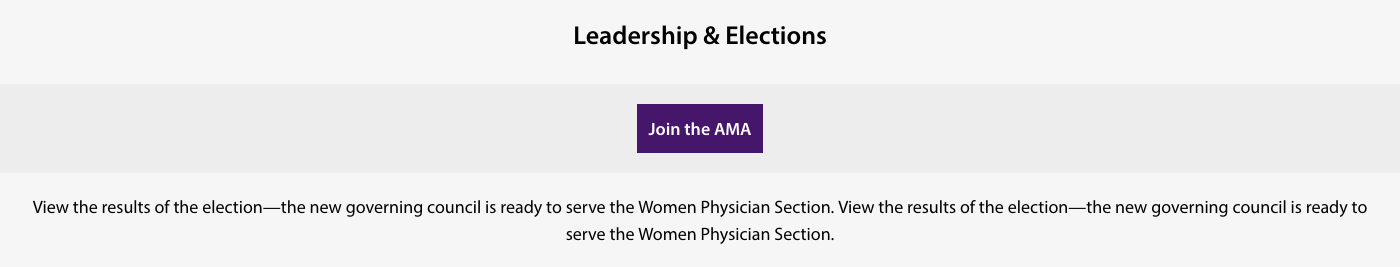 Leadership & Elections
Join the AMA
View the results of the election—the new governing council is ready to serve the Women Physician Section. View the results of the election—the new governing council is ready to
serve the Women Physician Section.